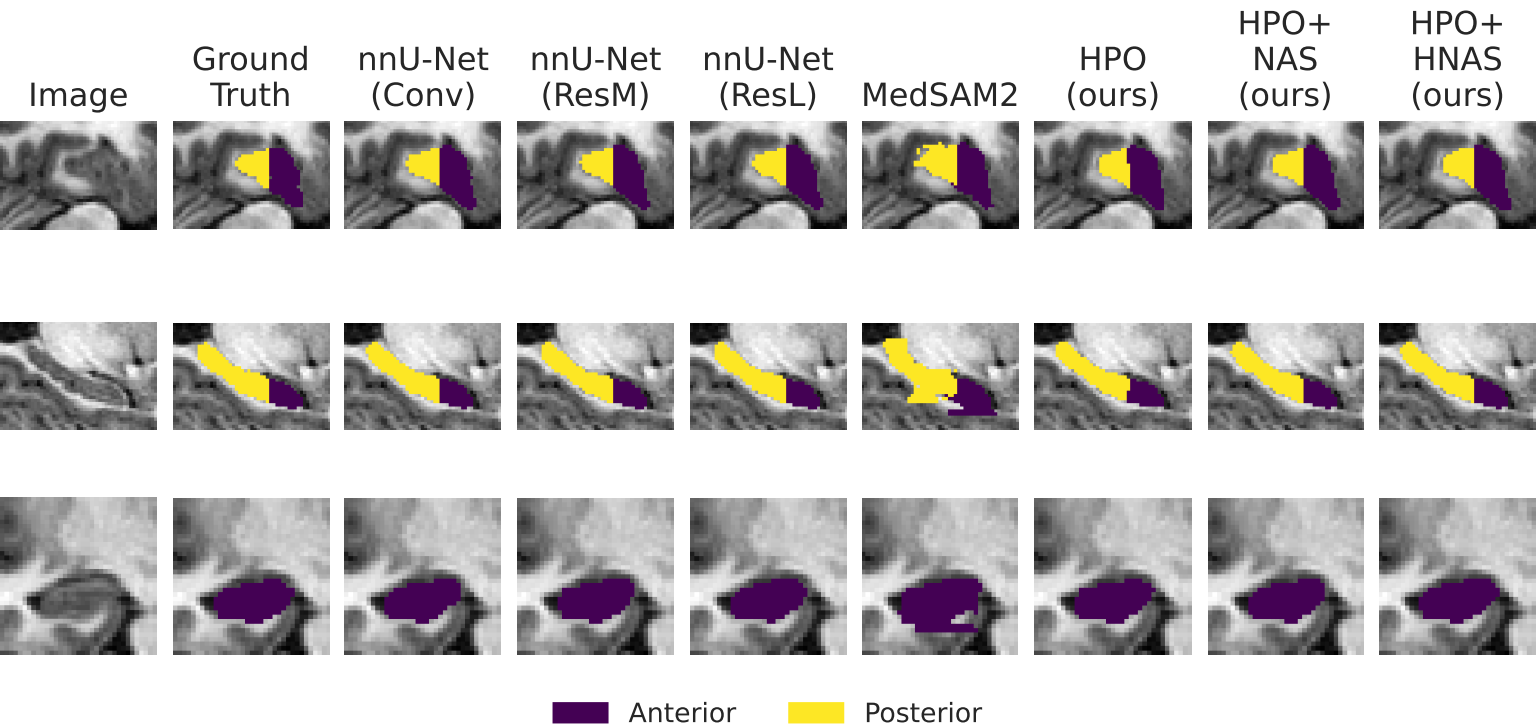 Image
Ground
Truth
nnU-Net
(Conv)
nnU-Net
(ResM)
nnU-Net
(ResL)
MedSAM2
HPO
(ours)
HPO+
NAS
(ours)
HPO+
HNAS
(ours)
Anterior
Posterior